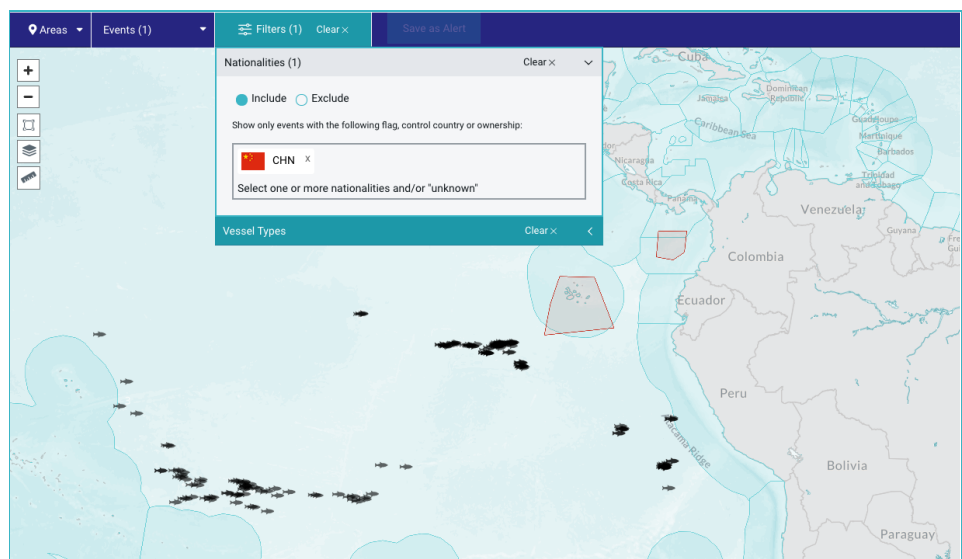 Areas
Events (1)
Filters (1)
Clear ×
Save as Alert
Nationalities (1)
Clear ×
Include
Exclude
Show only events with the following flag, control country or ownership:
CHN x
Select one or more nationalities and/or "unknown"
Vessel Types
Clear ×
Cuba
Dominican
Republic
Jamaica
Guadeloupe
Martinique
Caribbean Sea
Barbados
Nicaragua
Trinidad
and Tobago
Costa Rica
Panama
Venezuela
Guyana
Colombia
Ecuador
Peru
Atacama Ridge
Bolivia
Paraguay